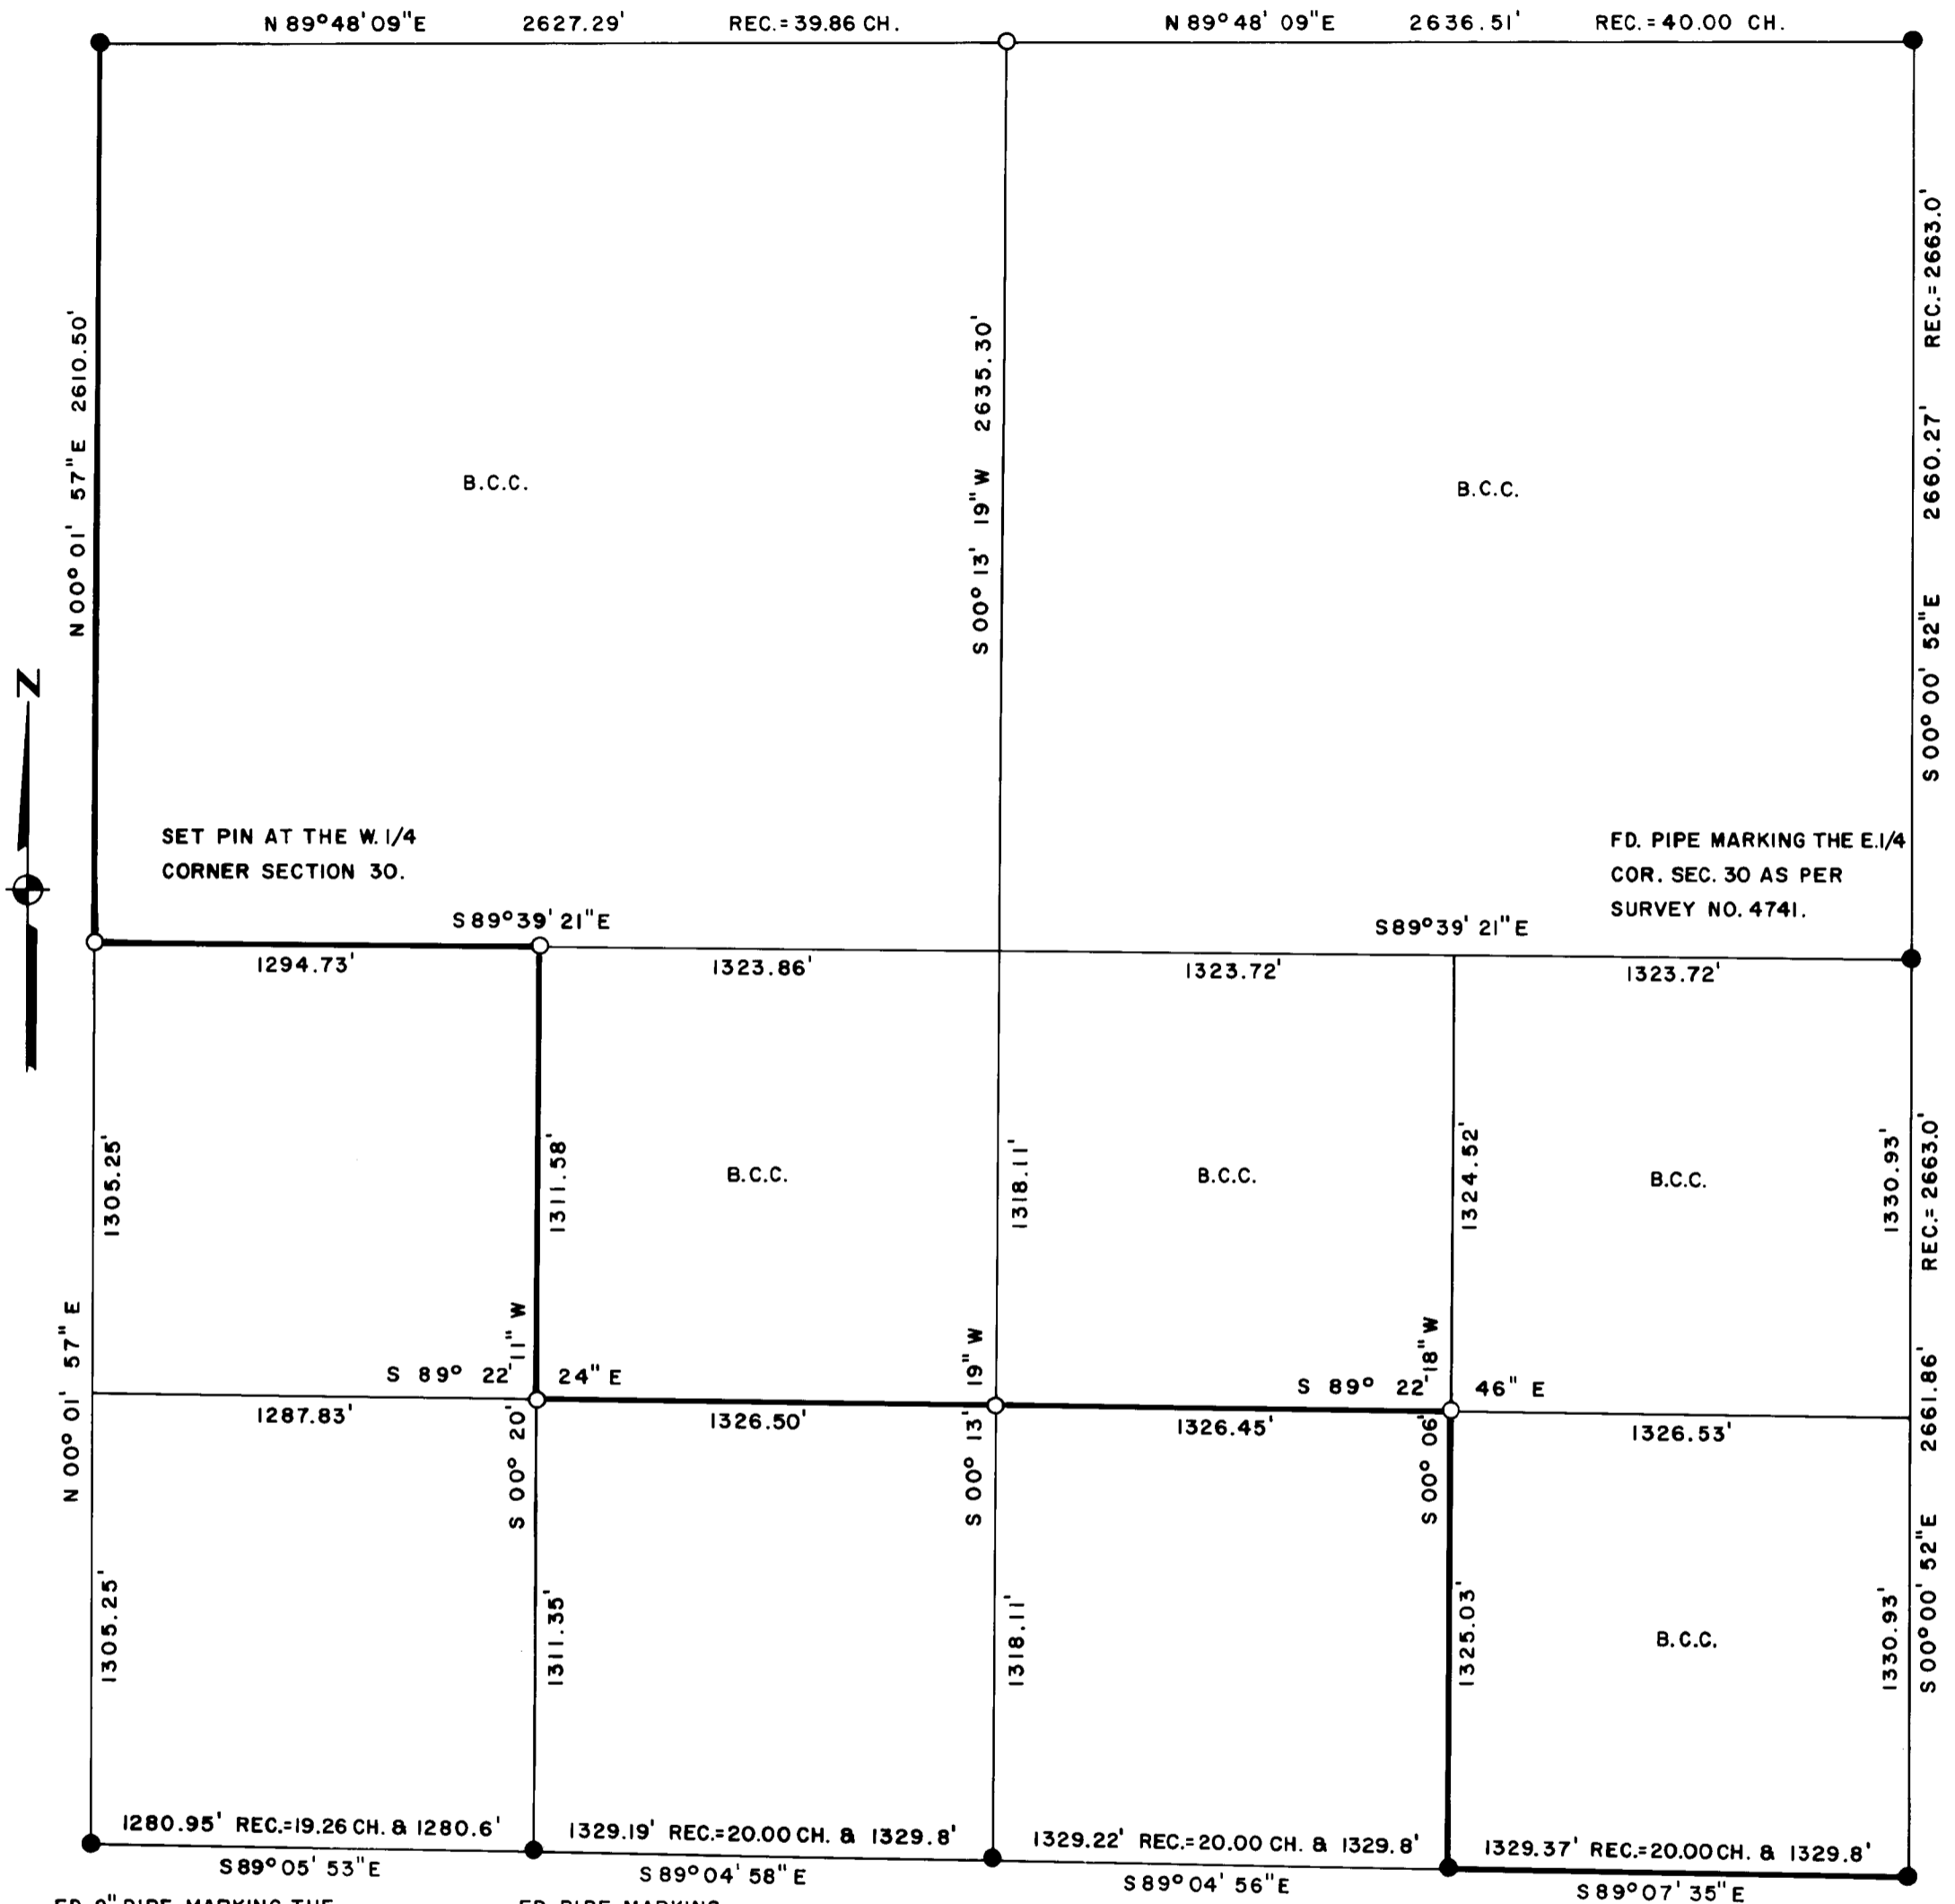 N 89° 48' 09" E 2627.29' REC. = 39.86 CH.
N 89° 48' 09" E 2636.51' REC. = 40.00 CH.
N 00° 01' 57" E 2610.50'
S 00° 13' 19" W 2635.30'
S 00° 00' 52" E 2660.27' REC. = 2663.0'
B.C.C.
B.C.C.
N
SET PIN AT THE W. 1/4
CORNER SECTION 30.
FD. PIPE MARKING THE E. 1/4
COR. SEC. 30 AS PER
SURVEY NO. 4741.
S 89° 39' 21" E
S 89° 39' 21" E
1294.73'
1323.86'
1323.72'
1323.72'
1305.25'
1311.58'
B.C.C.
1318.11'
B.C.C.
1324.52'
B.C.C.
1330.93'
N 00° 01' 57" E
S 00° 20' 11" W
S 00° 13' 19" W
S 00° 06' 18" W
S 00° 00' 52" E 2661.86' REC. = 2663.0'
S 89° 22' 24" E
S 89° 22' 46" E
1287.83'
1326.50'
1326.45'
1326.53'
1305.25'
1311.35'
1318.11'
1325.03'
B.C.C.
1330.93'
1280.95' REC. = 19.26 CH. & 1280.6'
1329.19' REC. = 20.00 CH. & 1329.8'
1329.22' REC. = 20.00 CH. & 1329.8'
1329.37' REC. = 20.00 CH. & 1329.8'
S 89° 05' 53" E
S 89° 04' 58" E
S 89° 04' 56" E
S 89° 07' 35" E
PIPE MARKING THE
FD. PIPE MARKING